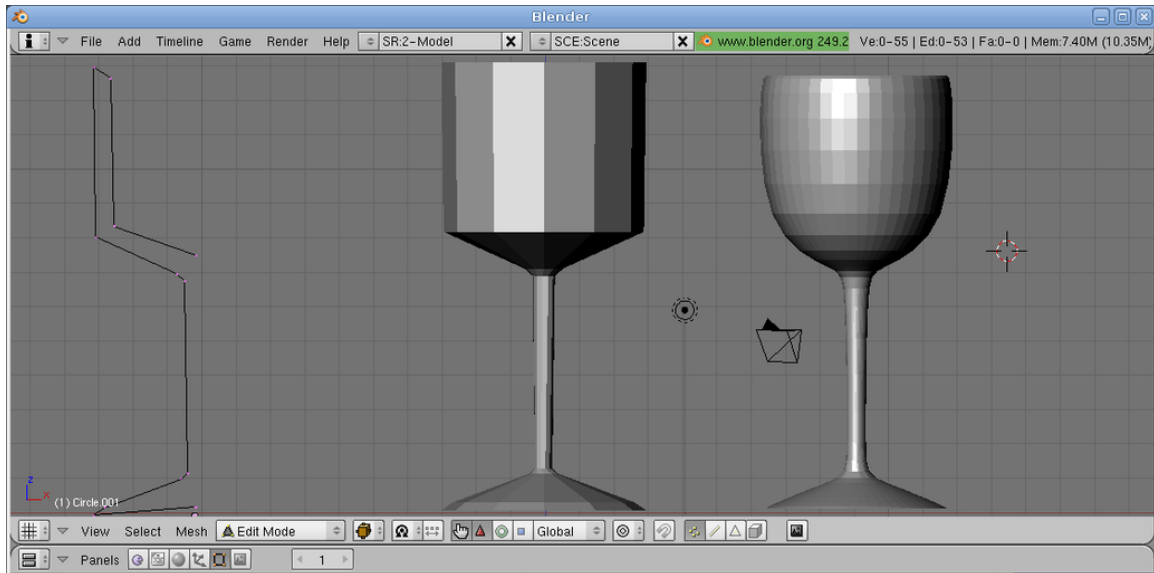 Blender
File Add Timeline Game Render Help SR:2-Model X SCE:Scene X www.blender.org 249.2 Ve:0-55 | Ed:0-53 | Fa:0-0 | Mem:7.40M (10.35M)
z
x
(1) Circle.001
View Select Mesh Edit Mode Global
Panels 1